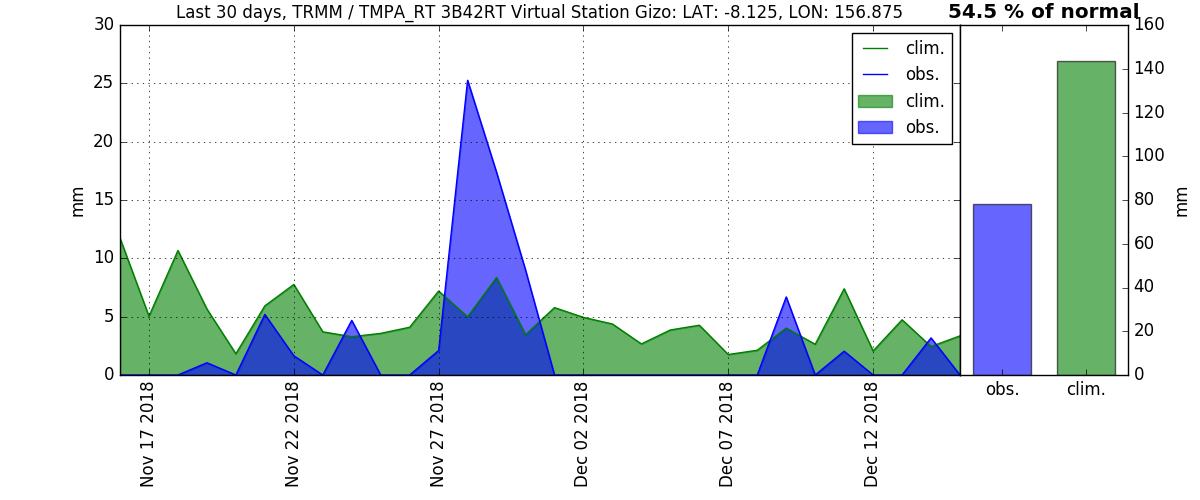 Last 30 days, TRMM / TMPA_RT 3B42RT Virtual Station Gizo: LAT: -8.125, LON: 156.875
54.5 % of normal
30
25
20
15
10
5
0
mm
clim.
obs.
clim.
obs.
Nov 17 2018
Nov 22 2018
Nov 27 2018
Dec 02 2018
Dec 07 2018
Dec 12 2018
160
140
120
100
80
60
40
20
0
mm
obs.
clim.